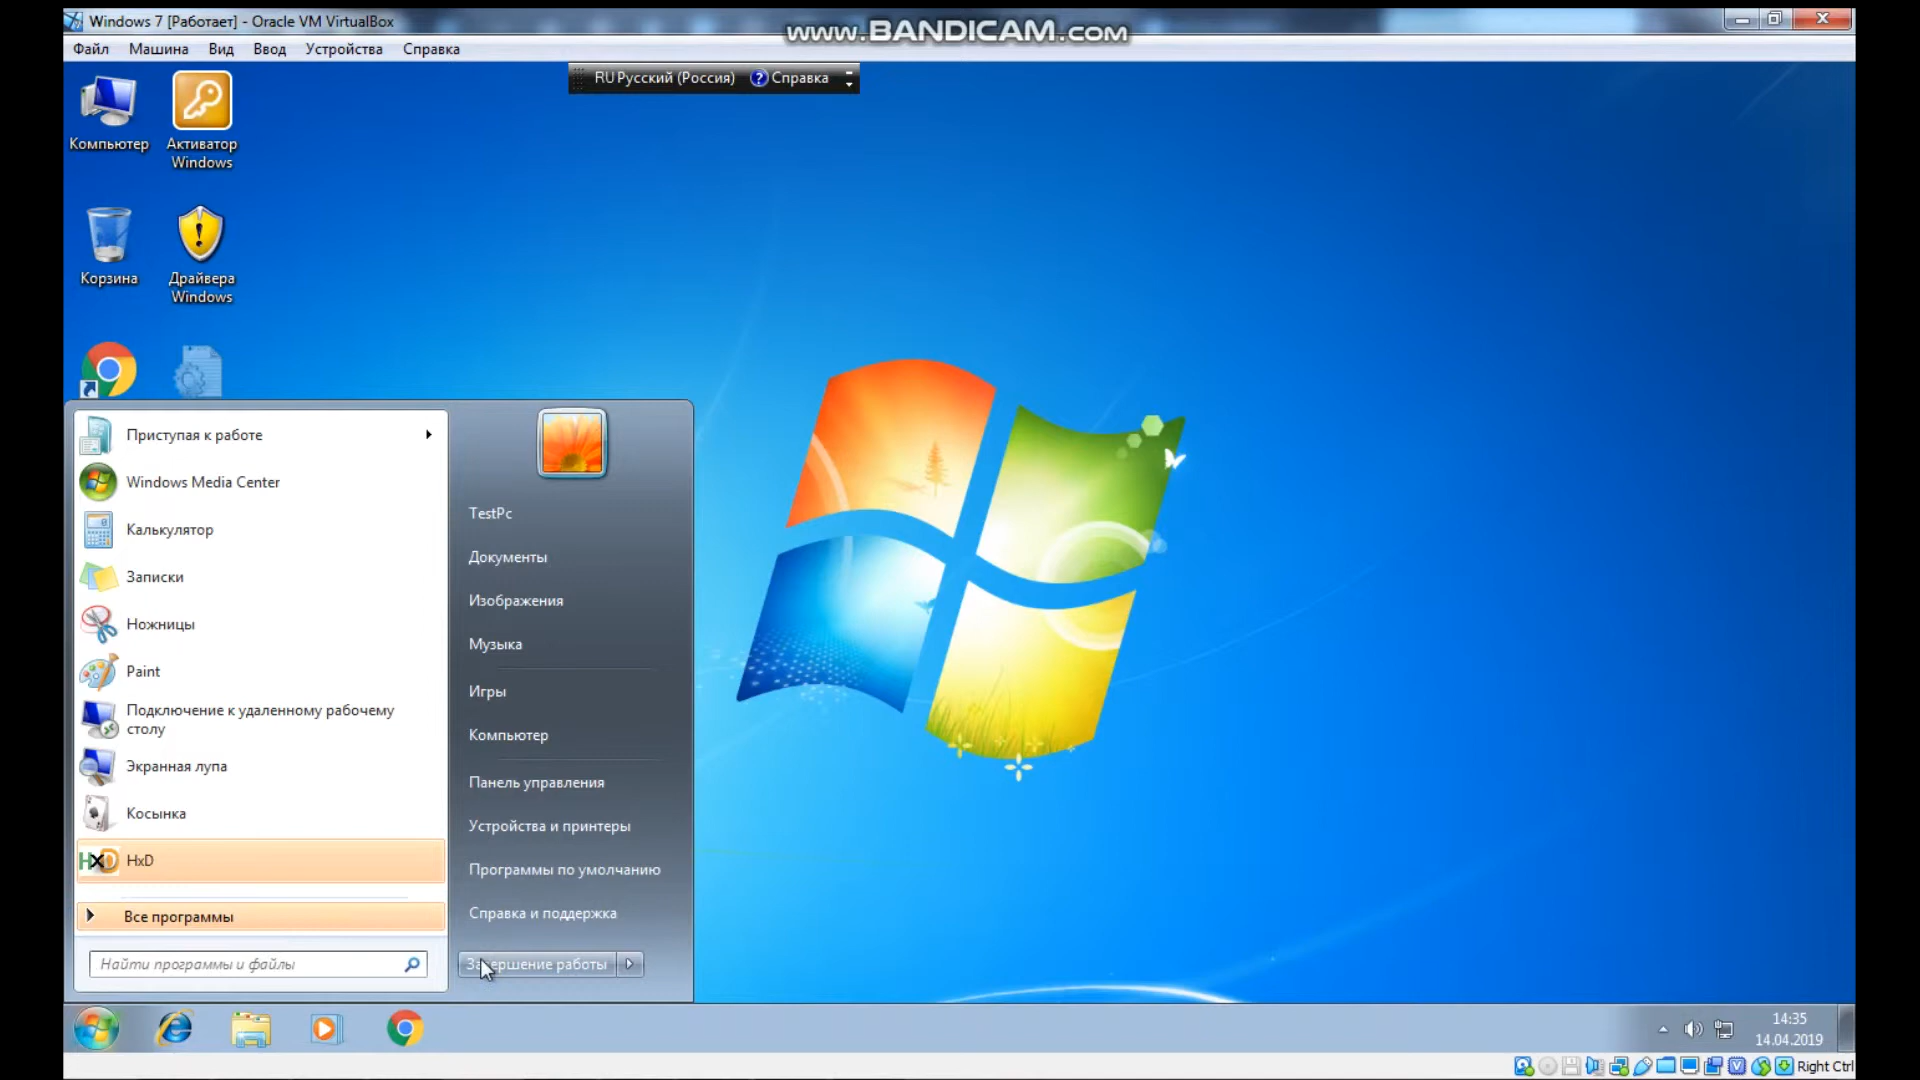 Windows 7 [Работает] - Oracle VM VirtualBox
www.BANDICAM.com
Файл Машина Вид Ввод Устройства Справка
RU Русский (Россия) ? Справка
Компьютер
Активатор
Windows
Корзина
Драйвера
Windows
Приступая к работе
Windows Media Center
Калькулятор
Записки
Ножницы
Paint
Подключение к удаленному рабочему
столу
Экранная лупа
Косынка
HxD
HxD
Все программы
Найти программы и файлы
TestPc
Документы
Изображения
Музыка
Игры
Компьютер
Панель управления
Устройства и принтеры
Программы по умолчанию
Справка и поддержка
Завершение работы
14:35
14.04.2019
Right Ctrl